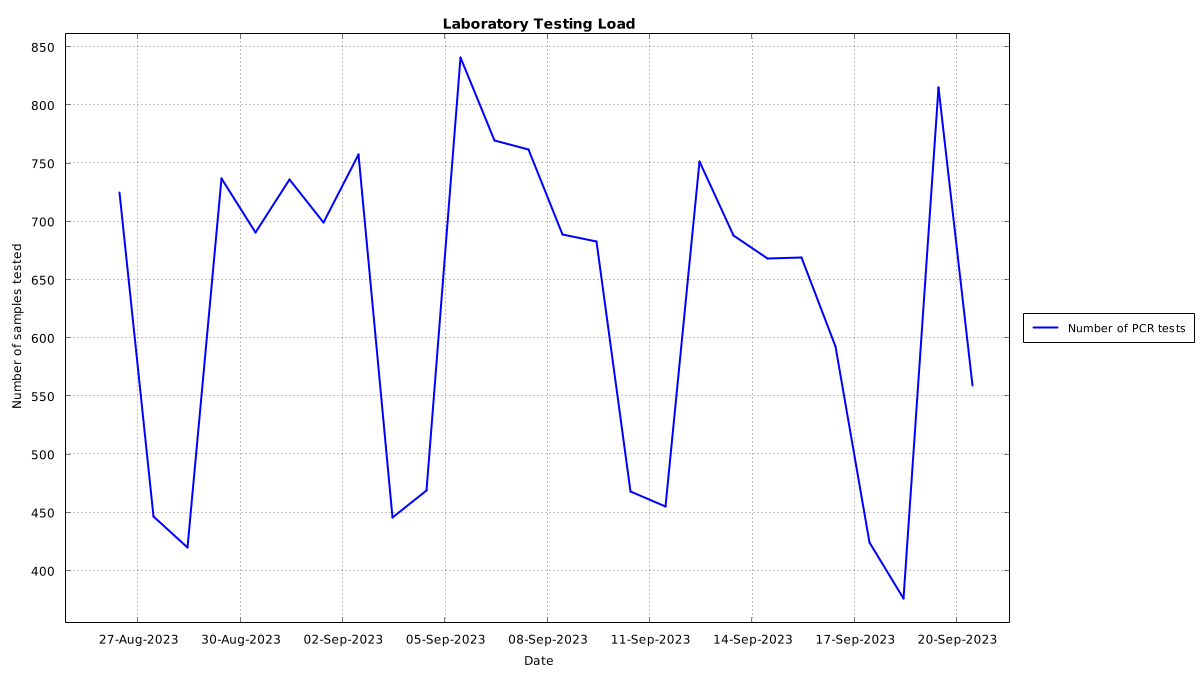 Laboratory Testing Load
850
800
750
700
650
600
550
500
450
400
Number of samples tested
27-Aug-2023 30-Aug-2023 02-Sep-2023 05-Sep-2023 08-Sep-2023 11-Sep-2023 14-Sep-2023 17-Sep-2023 20-Sep-2023
Date
Number of PCR tests